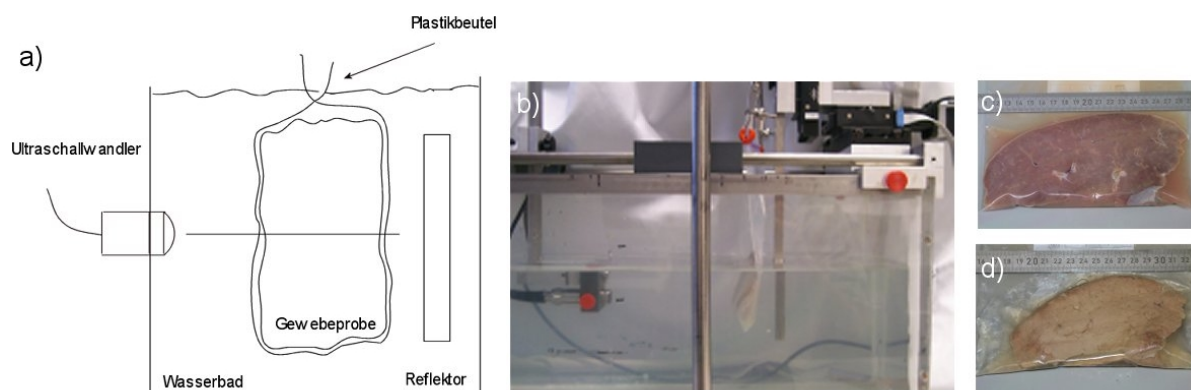 a)
Plastikbeutel
Ultraschallwandler
Gewebeprobe
Wasserbad
Reflektor
b)
c)
d)